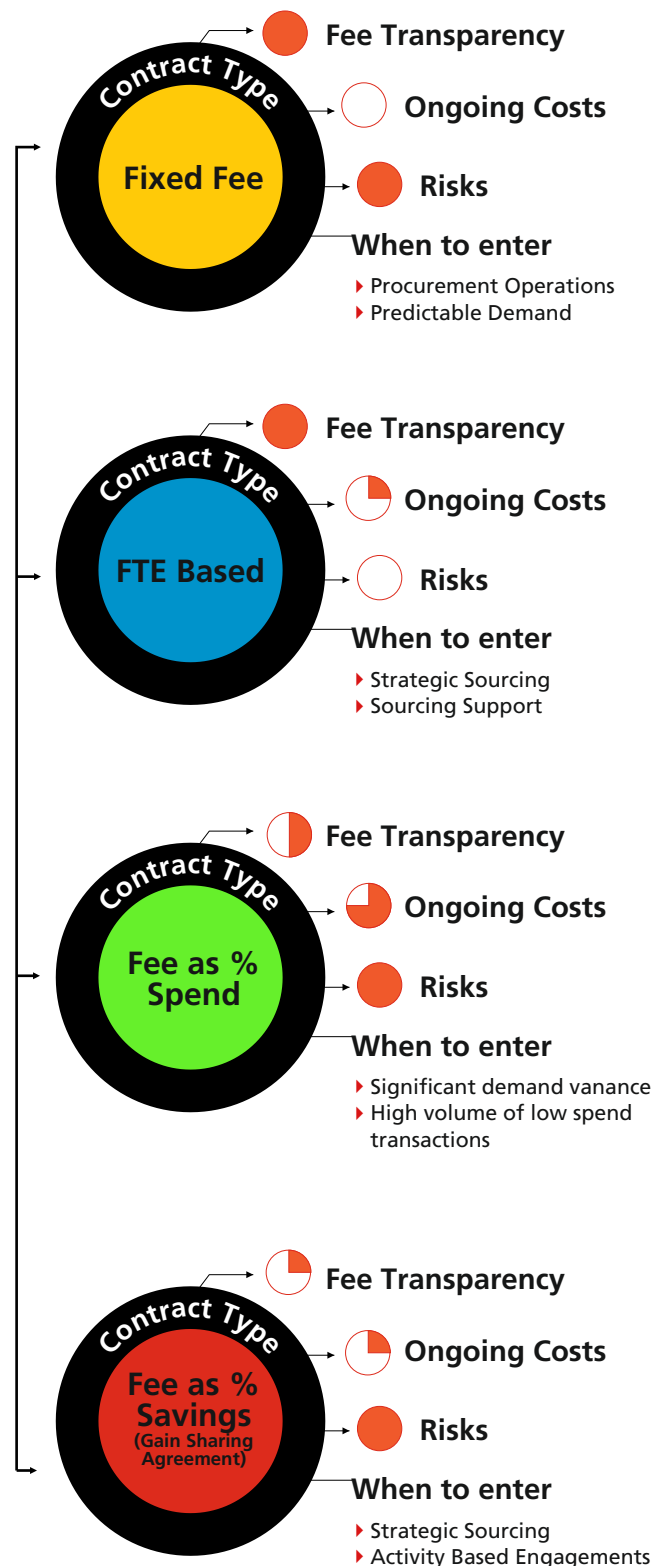 Fee Transparency
Contract Type
Ongoing Costs
Fixed Fee
Risks
When to enter
Procurement Operations
Predictable Demand
Fee Transparency
Contract Type
Ongoing Costs
FTE Based
Risks
When to enter
Strategic Sourcing
Sourcing Support
Fee Transparency
Contract Type
Ongoing Costs
Fee as %
Spend
Risks
When to enter
Significant demand vanance
High volume of low spend
transactions
Fee Transparency
Contract Type
Ongoing Costs
Fee as %
Savings
(Gain Sharing
Agreement)
Risks
When to enter
Strategic Sourcing
Activity Based Engagements